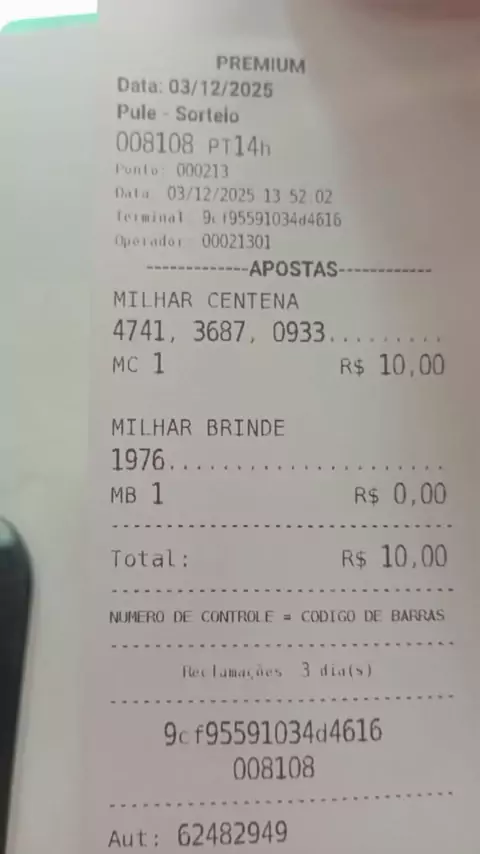 PREMIUM
Data: 03/12/2025
Pule - Sorteio
008108 PT14h
Ponto: 000213
Data: 03/12/2025 13 52 02
Terminal: 9cf95591034d4616
Operador: 00021301
-------------APOSTAS------------
MILHAR CENTENA
4741, 3687, 0933.........
MC 1 R$ 10,00
MILHAR BRINDE
1976.....................
MB 1 R$ 0,00
Total: R$ 10,00
NUMERO DE CONTROLE = CODIGO DE BARRAS
Reclamações 3 dia(s)
9cf95591034d4616
008108
Aut: 62482949